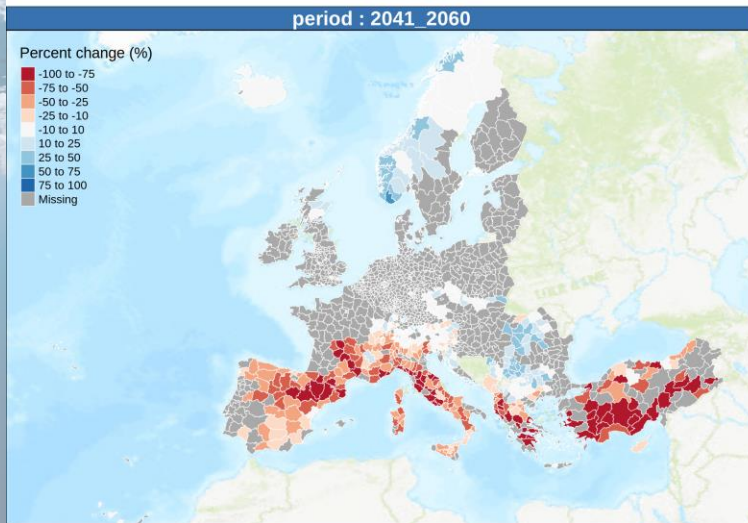 period : 2041_2060
Percent change (%)
-100 to -75
-75 to -50
-50 to -25
-25 to -10
-10 to 10
10 to 25
25 to 50
50 to 75
75 to 100
Missing